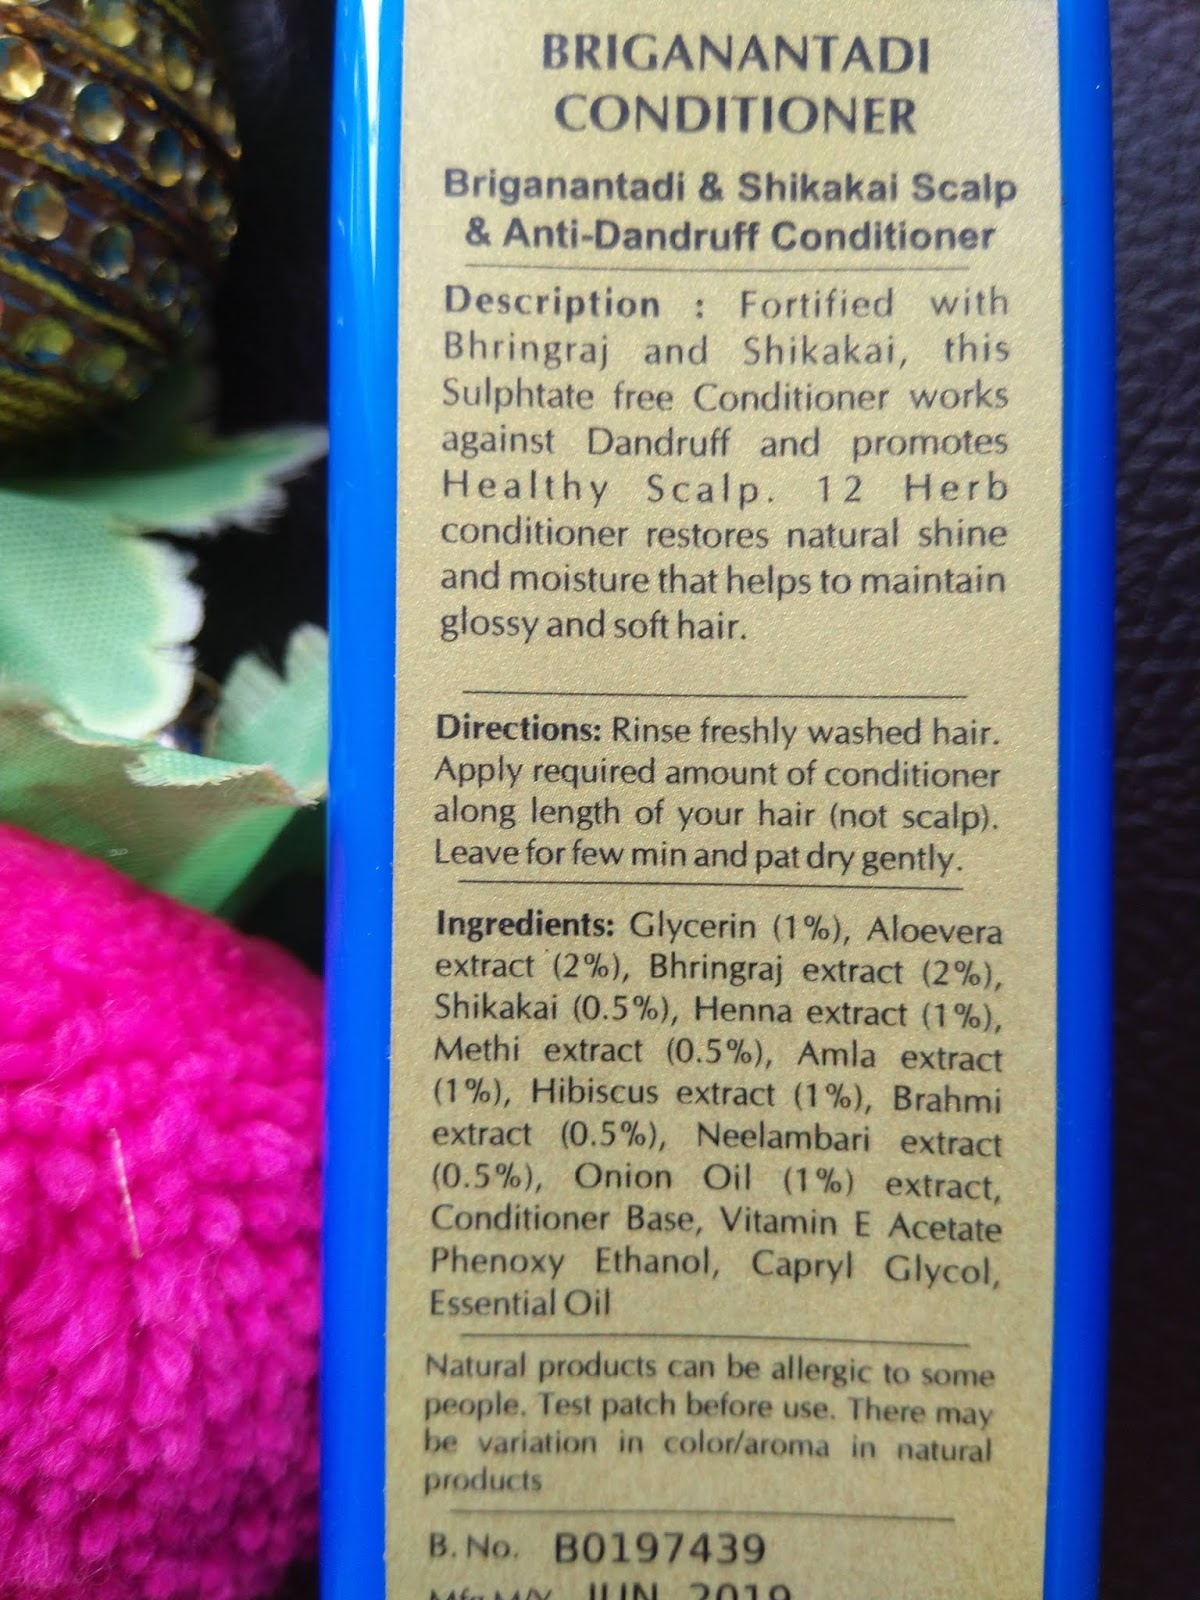 BRIGANANTADI
CONDITIONER
Briganantadi & Shikakai Scalp
& Anti-Dandruff Conditioner
Description : Fortified with
Bhringraj and Shikakai, this
Sulphtate free Conditioner works
against Dandruff and promotes
Healthy Scalp. 12 Herb
conditioner restores natural shine
and moisture that helps to maintain
glossy and soft hair.
Directions: Rinse freshly washed hair.
Apply required amount of conditioner
along length of your hair (not scalp).
Leave for few min and pat dry gently.
Ingredients: Glycerin (1%), Aloevera
extract (2%), Bhringraj extract (2%),
Shikakai (0.5%), Henna extract (1%),
Methi extract (0.5%), Amla extract
(1%), Hibiscus extract (1%), Brahmi
extract (0.5%), Neelambari extract
(0.5%), Onion Oil (1%) extract,
Conditioner Base, Vitamin E Acetate
Phenoxy Ethanol, Capryl Glycol,
Essential Oil
Natural products can be allergic to some
people. Test patch before use. There may
be variation in color/aroma in natural
products
B. No. B0197439
Mfg M/Y JUN 2019